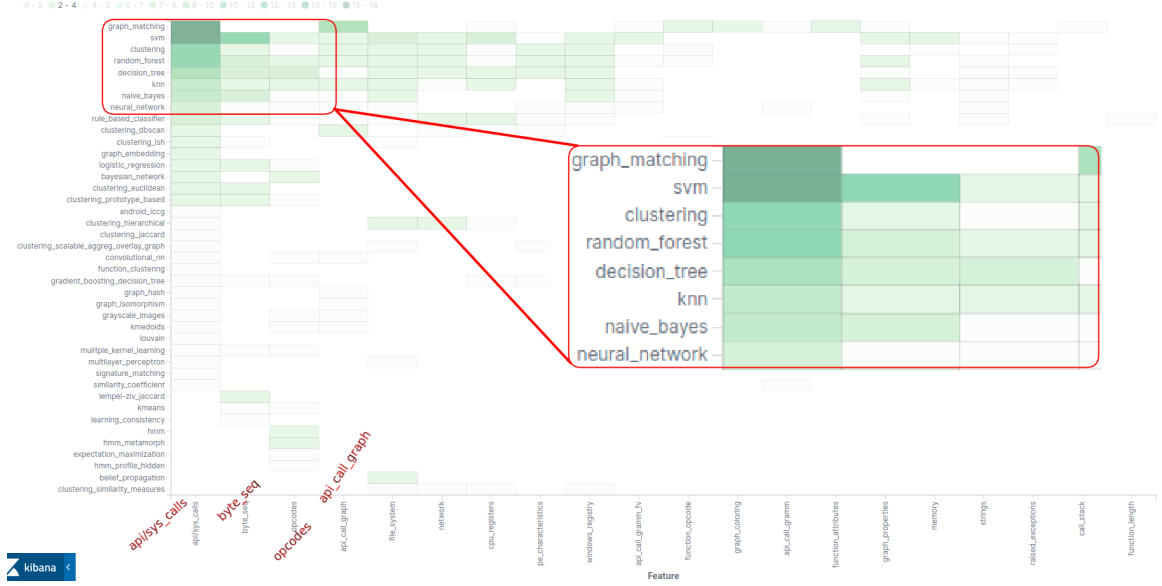 0 - 2 2 - 4 4 - 5 5 - 7 7 - 8 8 - 10 10 - 12 12 - 13 13 - 15 15 - 16
graph_matching
svm
clustering
random_forest
decision_tree
knn
naive_bayes
neural_network
rule_based_classifier
clustering_dbscan
clustering_lsh
graph_embedding
logistic_regression
bayesian_network
clustering_euclidean
clustering_prototype_based
android_iccg
clustering_hierarchical
clustering_jaccard
clustering_scalable_aggreg_overlay_graph
convolutional_nn
function_clustering
gradient_boosting_decision_tree
graph_hash
graph_isomorphism
grayscale_images
kmedoids
louvain
mulitple_kernel_learning
multilayer_perceptron
signature_matching
similarity_coefficient
lempel-ziv_jaccard
kmeans
learning_consistency
hmm
hmm_metamorph
expectation_maximization
hmm_profile_hidden
belief_propagation
clustering_similarity_measures
graph_matching
svm
clustering
random_forest
decision_tree
knn
naive_bayes
neural_network
api/sys_calls
byte_seq
opcodes
api_call_graph
api/sys_calls
byte_seq
opcodes
api_call_graph
file_system
network
cpu_registers
pe_characteristics
windows_registry
api_call_gramm_fv
function_opcode
graph_coloring
api_call_gramm
function_attributes
graph_properties
memory
strings
raised_exceptions
call_stack
function_length
Feature
kibana